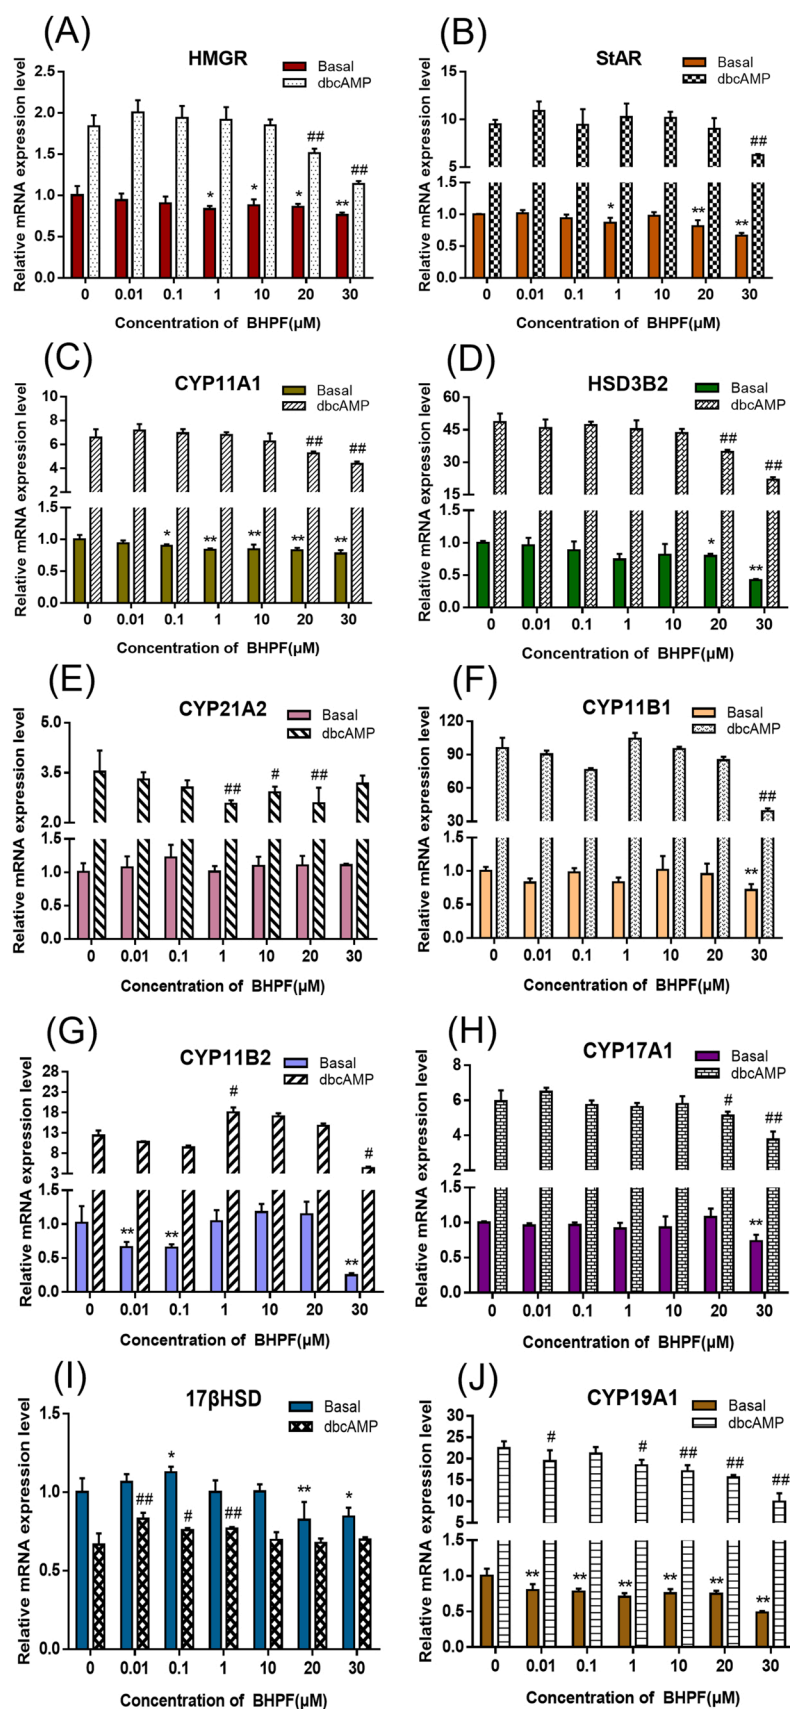 (A)
HMGR
Basal
dbcAMP
Relative mRNA expression level
2.5
2.0
1.5
1.0
0.5
0.0
* * * **
## ##
0 0.01 0.1 1 10 20 30
Concentration of BHPF(μM)
(B)
StAR
Basal
dbcAMP
Relative mRNA expression level
15
10
5
1.5
1.0
0.5
0.0
* ** **
##
0 0.01 0.1 1 10 20 30
Concentration of BHPF(μM)
(C)
CYP11A1
Basal
dbcAMP
Relative mRNA expression level
10
8
6
4
2
1.5
1.0
0.5
0.0
## ##
* ** ** ** **
0 0.01 0.1 1 10 20 30
Concentration of BHPF(μM)
(D)
HSD3B2
Basal
dbcAMP
Relative mRNA expression level
60
45
30
15
1.5
1.0
0.5
0.0
## ##
* **
0 0.01 0.1 1 10 20 30
Concentration of BHPF(μM)
(E)
CYP21A2
Basal
dbcAMP
Relative mRNA expression level
6.0
3.5
2.0
1.5
1.0
0.5
0.0
## # ##
0 0.01 0.1 1 10 20 30
Concentration of BHPF(μM)
(F)
CYP11B1
Basal
dbcAMP
Relative mRNA expression level
120
90
60
30
1.5
1.0
0.5
0.0
##
**
0 0.01 0.1 1 10 20 30
Concentration of BHPF(μM)
(G)
CYP11B2
Basal
dbcAMP
Relative mRNA expression level
28
18
13
8
3
1.5
1.0
0.5
0.0
# #
** ** **
0 0.01 0.1 1 10 20 30
Concentration of BHPF(μM)
(H)
CYP17A1
Basal
dbcAMP
Relative mRNA expression level
8
6
4
2
1.5
1.0
0.5
0.0
# ##
**
0 0.01 0.1 1 10 20 30
Concentration of BHPF(μM)
(I)
17βHSD
Basal
dbcAMP
Relative mRNA expression level
1.5
1.0
0.5
0.0
* ** *
## # ##
0 0.01 0.1 1 10 20 30
Concentration of BHPF(μM)
(J)
CYP19A1
Basal
dbcAMP
Relative mRNA expression level
30
25
20
15
10
5
1.5
1.0
0.5
0.0
# # ## ## ##
** ** ** ** ** **
0 0.01 0.1 1 10 20 30
Concentration of BHPF(μM)